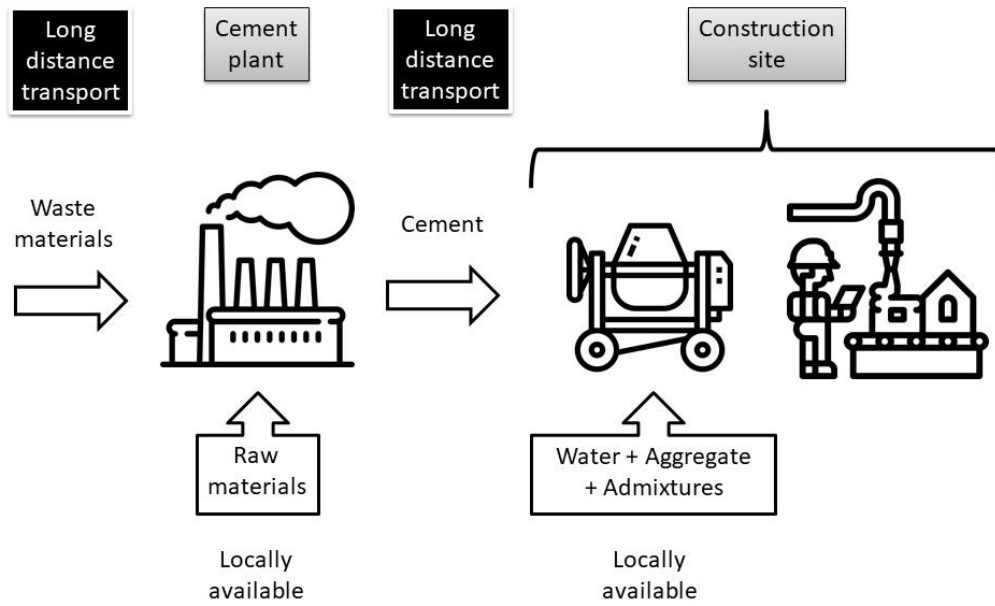 Long
distance
transport
Cement
plant
Long
distance
transport
Construction
site
Waste
materials
Cement
Raw
materials
Water + Aggregate
+ Admixtures
Locally
available
Locally
available